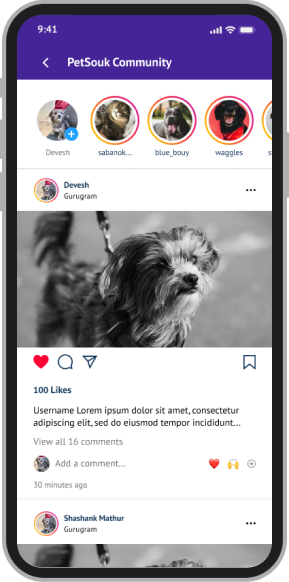 9:41
PetSouk Community
Devesh
sabanok...
blue_bouy
waggles
Devesh
Gurugram
100 Likes
Username Lorem ipsum dolor sit amet, consectetur
adipiscing elit, sed do eiusmod tempor incididunt...
View all 16 comments
Add a comment...
30 minutes ago
Shashank Mathur
Gurugram